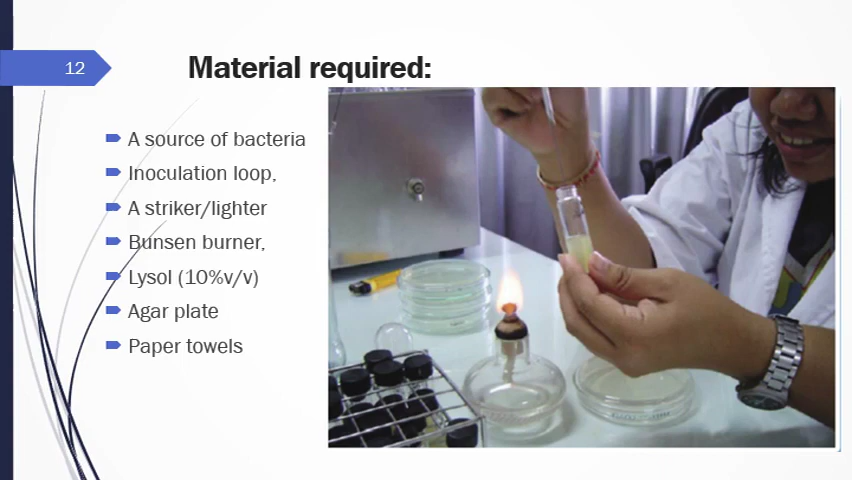 12
Material required:
A source of bacteria
Inoculation loop,
A striker/lighter
Bunsen burner,
Lysol (10%v/v)
Agar plate
Paper towels